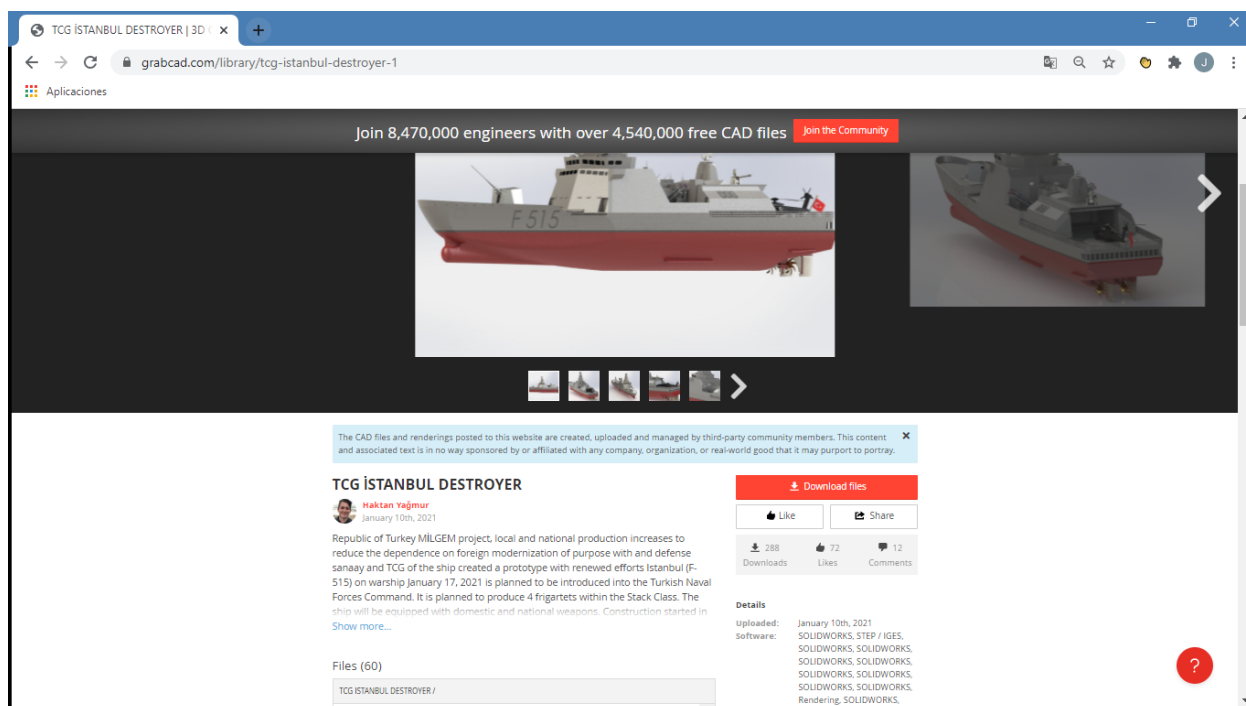 TCG İSTANBUL DESTROYER | 3D
grabcad.com/library/tcg-istanbul-destroyer-1
J
Aplicaciones
Join 8,470,000 engineers with over 4,540,000 free CAD files
Join the Community
F 515
The CAD files and renderings posted to this website are created, uploaded and managed by third-party community members. This content
and associated text is in no way sponsored by or affiliated with any company, organization, or real-world good that it may purport to portray.
TCG İSTANBUL DESTROYER
Haktan Yağmur
January 10th, 2021
Republic of Turkey MİLGEM project, local and national production increases to
reduce the dependence on foreign modernization of purpose with and defense
sanaay and TCG of the ship created a prototype with renewed efforts Istanbul (F-
515) on warship January 17, 2021 is planned to be introduced into the Turkish Naval
Forces Command. It is planned to produce 4 frigartets within the Stack Class. The
ship will be equipped with domestic and national weapons. Construction started in
Show more...
Files (60)
TCG ISTANBUL DESTROYER /
Download files
Like
Share
288
72
12
Downloads
Likes
Comments
Details
Uploaded: January 10th, 2021
Software: SOLIDWORKS, STEP / IGES,
SOLIDWORKS, SOLIDWORKS,
SOLIDWORKS, SOLIDWORKS,
SOLIDWORKS, SOLIDWORKS,
SOLIDWORKS, SOLIDWORKS,
Rendering, SOLIDWORKS,
?